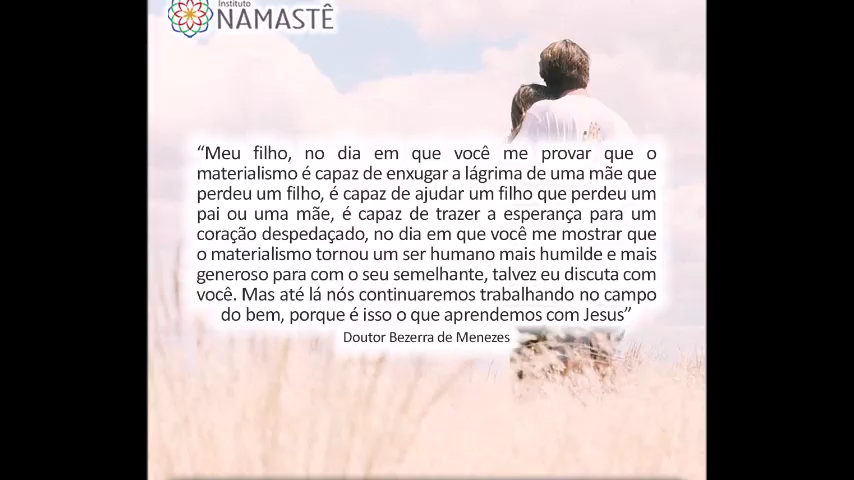 Instituto
NAMASTÊ
“Meu filho, no dia em que você me provar que o
materialismo é capaz de enxugar a lágrima de uma mãe que
perdeu um filho, é capaz de ajudar um filho que perdeu um
pai ou uma mãe, é capaz de trazer a esperança para um
coração despedaçado, no dia em que você me mostrar que
o materialismo tornou um ser humano mais humilde e mais
generoso para com o seu semelhante, talvez eu discuta com
você. Mas até lá nós continuaremos trabalhando no campo
do bem, porque é isso o que aprendemos com Jesus”
Doutor Bezerra de Menezes